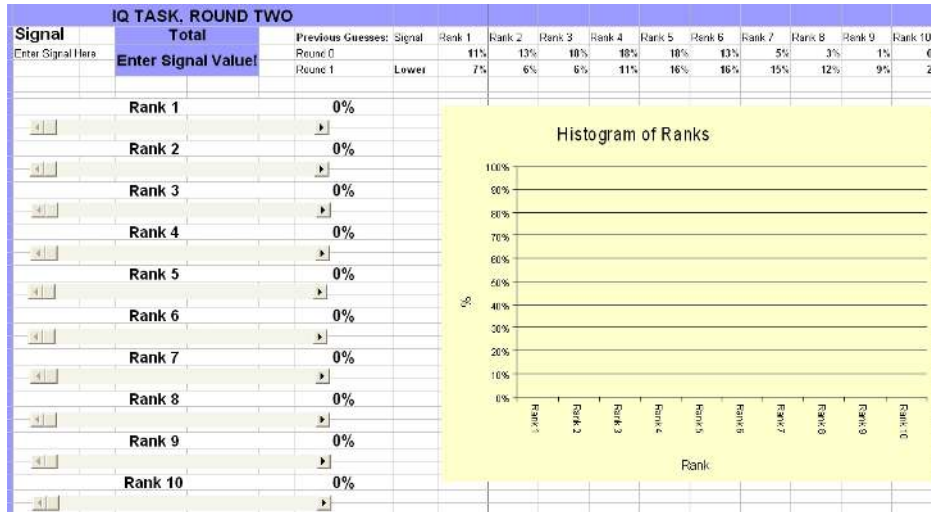 IQ TASK, ROUND TWO
Signal Total Previous Guesses: Signal Rank 1 Rank 2 Rank 3 Rank 4 Rank 5 Rank 6 Rank 7 Rank 8 Rank 9 Rank 10
Enter Signal Here Enter Signal Value! Round 0 11% 13% 18% 18% 18% 13% 5% 3% 1%
Round 1 Lower 7% 6% 6% 11% 16% 16% 15% 12% 9%
Rank 1 0%
Rank 2 0%
Rank 3 0%
Rank 4 0%
Rank 5 0%
Rank 6 0%
Rank 7 0%
Rank 8 0%
Rank 9 0%
Rank 10 0%
Histogram of Ranks
100%
90%
80%
70%
60%
50%
40%
30%
20%
10%
0%
%
Rank 1 Rank 2 Rank 3 Rank 4 Rank 5 Rank 6 Rank 7 Rank 8 Rank 9 Rank 10
Rank